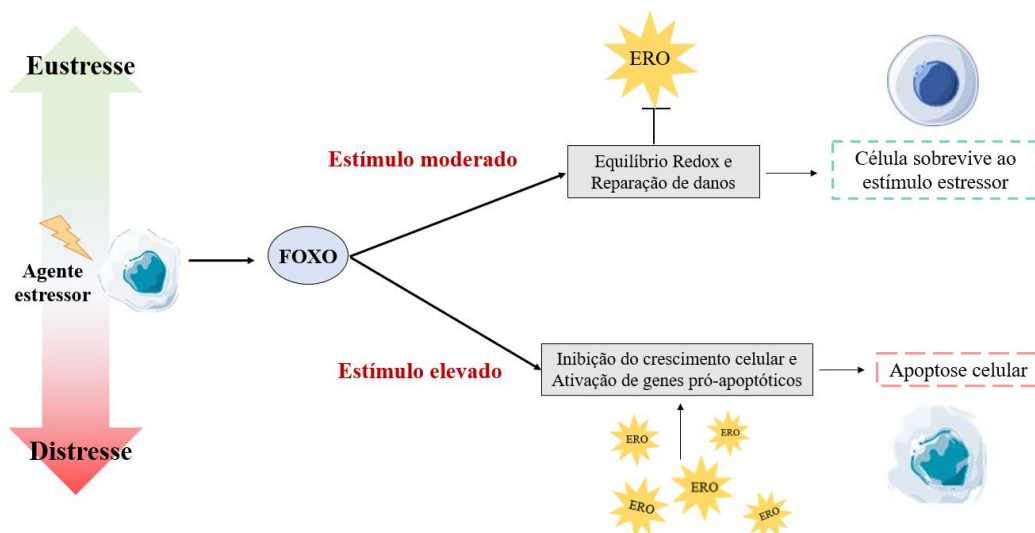 Eustresse
Agente
estressor
Distresse
FOXO
Estímulo moderado
Estímulo elevado
ERO
Equilíbrio Redox e
Reparação de danos
Célula sobrevive ao
estímulo estressor
Inibição do crescimento celular e
Ativação de genes pró-apoptóticos
Apoptose celular
ERO
ERO
ERO
ERO
ERO